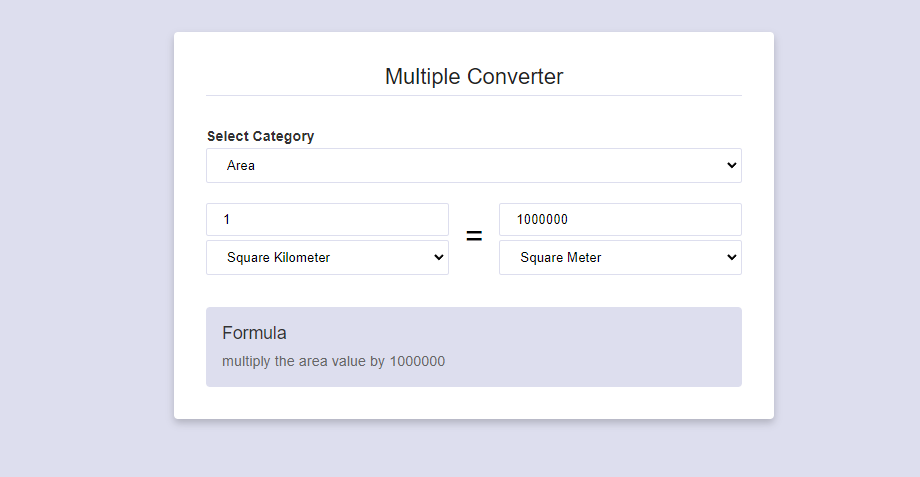 Multiple Converter
Select Category
Area
1
=
1000000
Square Kilometer
Square Meter
Formula
multiply the area value by 1000000